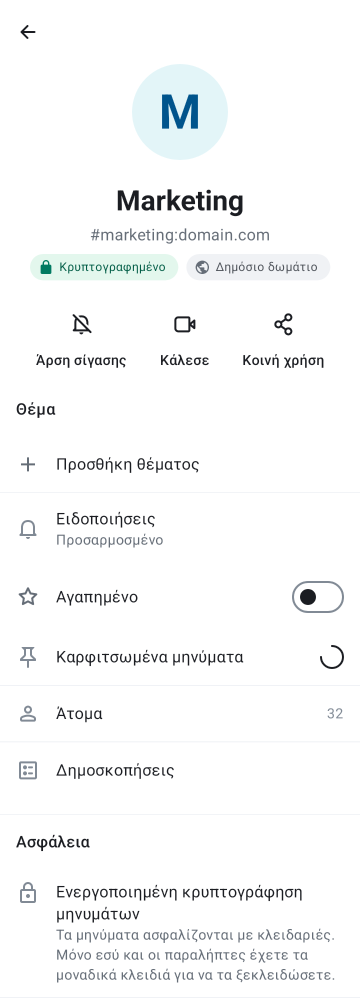 M
Marketing
#marketing:domain.com
Κρυπτογραφημένο Δημόσιο δωμάτιο
Άρση σίγασης Κάλεσε Κοινή χρήση
Θέμα
Προσθήκη θέματος
Ειδοποιήσεις
Προσαρμοσμένο
Αγαπημένο
Καρφιτσωμένα μηνύματα
Άτομα 32
Δημοσκοπήσεις
Ασφάλεια
Ενεργοποιημένη κρυπτογράφηση
μηνυμάτων
Τα μηνύματα ασφαλίζονται με κλειδαριές.
Μόνο εσύ και οι παραλήπτες έχετε τα
μοναδικά κλειδιά για να τα ξεκλειδώσετε.